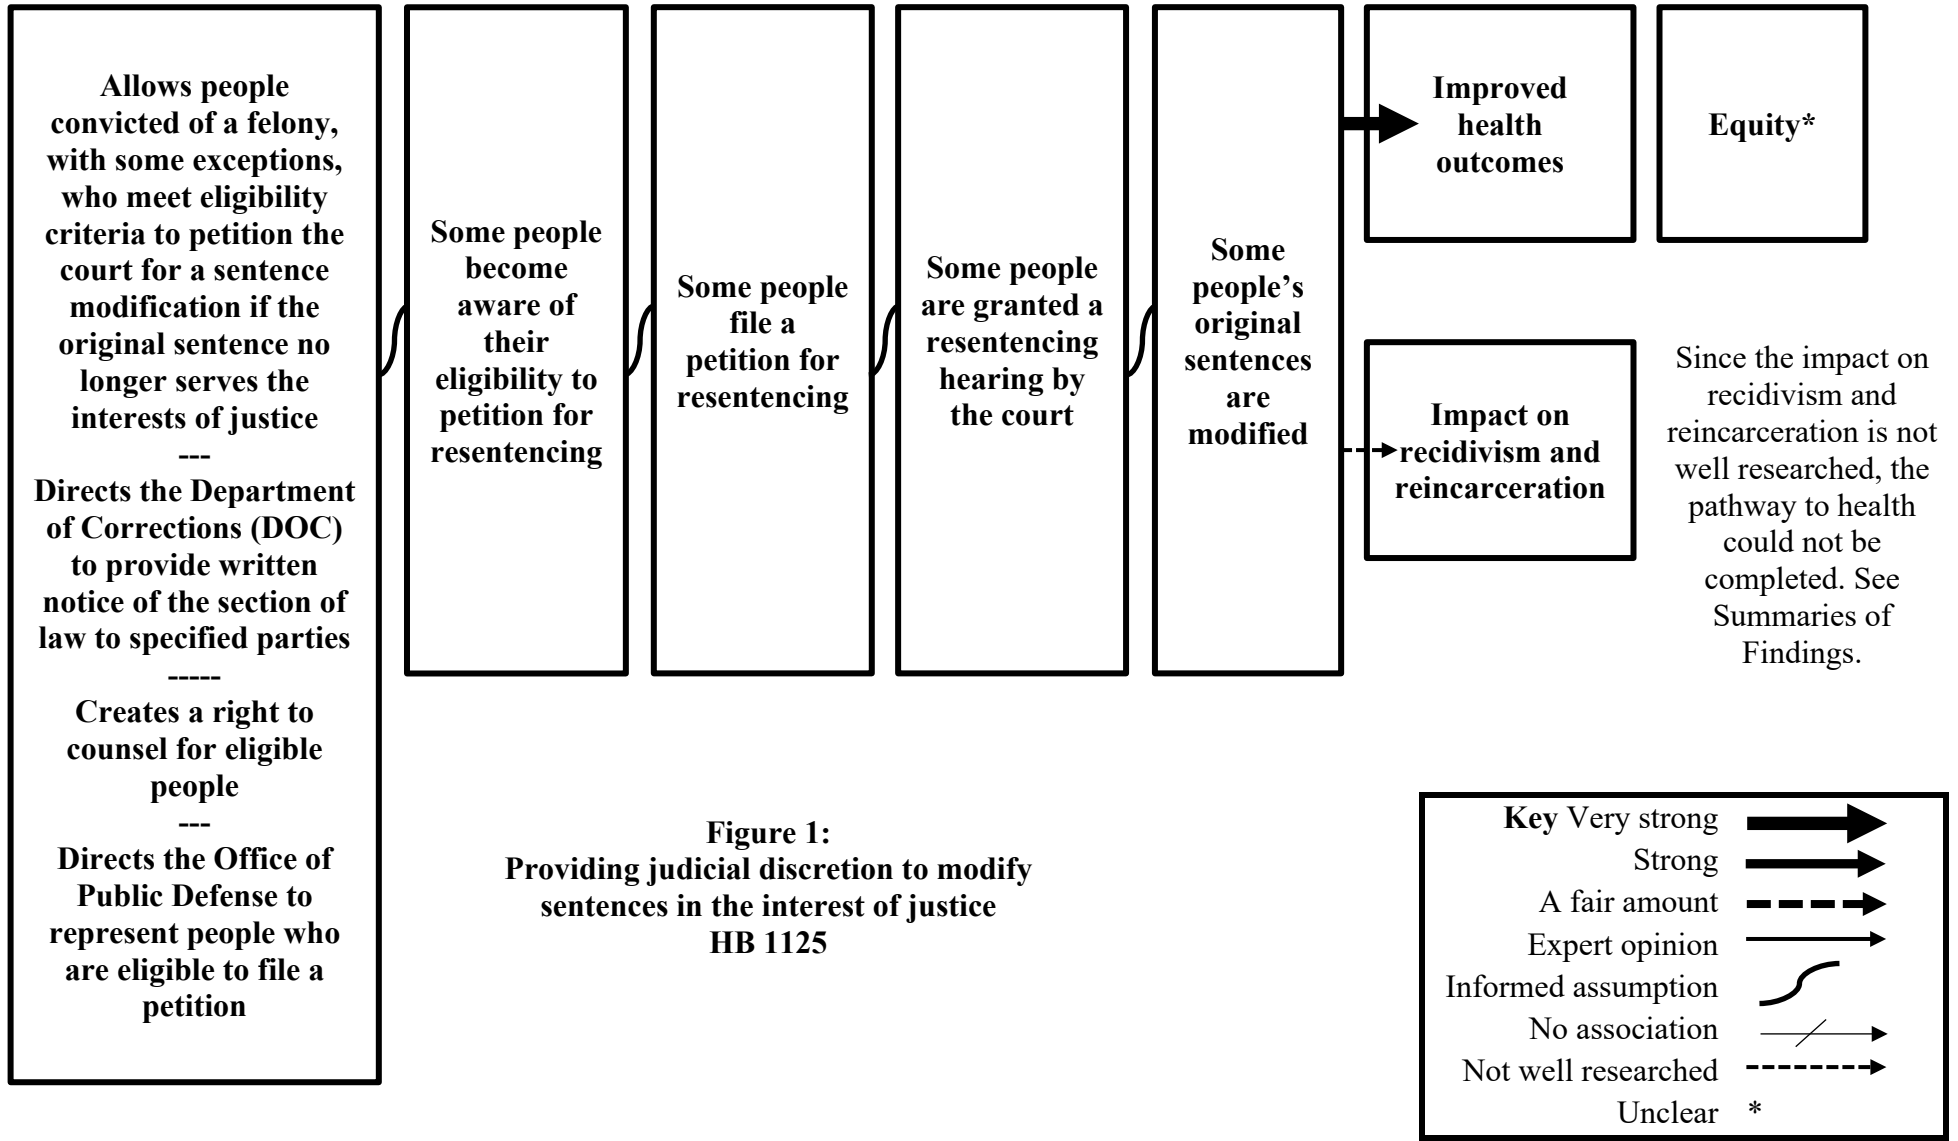 Allows people
convicted of a felony,
with some exceptions,
who meet eligibility
criteria to petition the
court for a sentence
modification if the
original sentence no
longer serves the
interests of justice
---
Directs the Department
of Corrections (DOC)
to provide written
notice of the section of
law to specified parties
-----
Creates a right to
counsel for eligible
people
---
Directs the Office of
Public Defense to
represent people who
are eligible to file a
petition
Some people
become
aware of
their
eligibility to
petition for
resentencing
Some people
file a
petition for
resentencing
Some people
are granted a
resentencing
hearing by
the court
Some
people’s
original
sentences
are
modified
Improved
health
outcomes
Equity*
Impact on
recidivism and
reincarceration
Since the impact on
recidivism and
reincarceration is not
well researched, the
pathway to health
could not be
completed. See
Summaries of
Findings.
Figure 1:
Providing judicial discretion to modify
sentences in the interest of justice
HB 1125
Key Very strong
Strong
A fair amount
Expert opinion
Informed assumption
No association
Not well researched
Unclear *